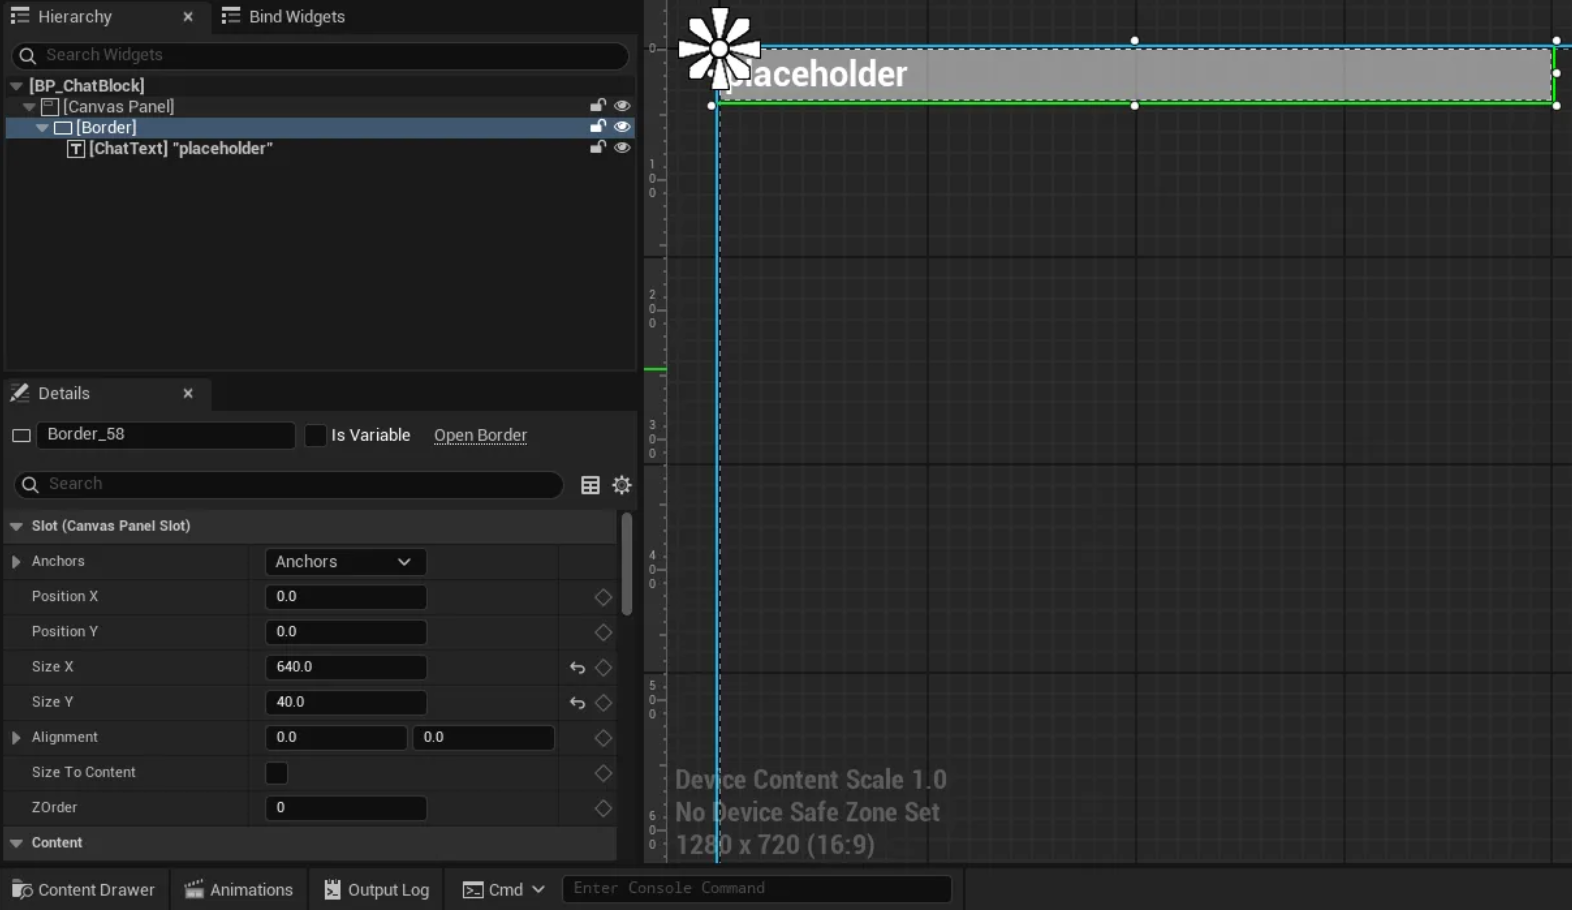 Hierarchy
Bind Widgets
Search Widgets
[BP_ChatBlock]
[Canvas Panel]
[Border]
[ChatText] "placeholder"
Details
Border_58
Is Variable
Open Border
Search
Slot (Canvas Panel Slot)
Anchors
Anchors
Position X
0.0
Position Y
0.0
Size X
640.0
Size Y
40.0
Alignment
0.0
0.0
Size To Content
ZOrder
0
Content
placeholder
0
100
200
300
400
500
600
Device Content Scale 1.0
No Device Safe Zone Set
1280 x 720 (16:9)
Content Drawer
Animations
Output Log
Cmd
Enter Console Command